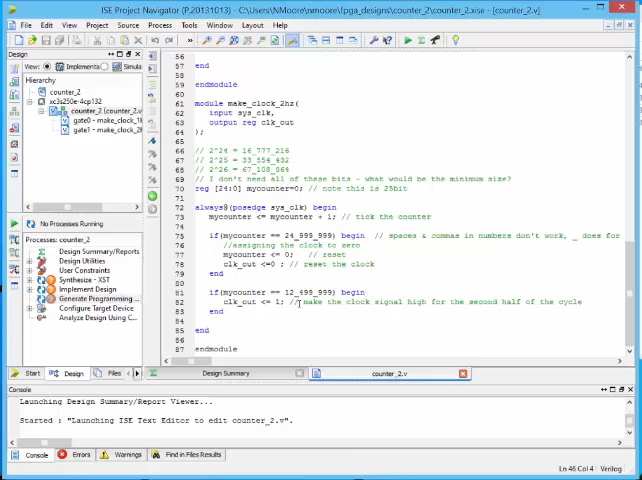 ISE Project Navigator (P.20131013) - C:\Users\NMoore\nmoore\fpga_designs\counter_2\counter_2.xise - [counter_2.v]
File Edit View Project Source Process Tools Window Layout Help
Design
View: Implementa Simula
Hierarchy
counter_2
xc3s250e-4cp132
counter_2 (counter_2.v
gate0 - make_clock_1H
gate1 - make_clock_2H
No Processes Running
Processes: counter_2
Design Summary/Reports
Design Utilities
User Constraints
Synthesize - XST
Implement Design
Generate Programming ...
Configure Target Device
Analyze Design Using C...
Start Design Files
56
57 end
58
59 endmodule
60
61 module make_clock_2hz(
62 input sys_clk,
63 output reg clk_out
64 );
65
66 // 2^24 = 16_777_216
67 // 2^25 = 33_554_432
68 // 2^26 = 67_108_864
69 // I don't need all of these bits - what would be the minimum size?
70 reg [24:0] mycounter=0; // note this is 25bit
71
72 always@(posedge sys_clk) begin
73 mycounter <= mycounter + 1; // tick the counter
74
75 if(mycounter == 24_999_999) begin // spaces & commas in numbers don't work, _ does for
76 //assigning the clock to zero
77 mycounter <= 0; // reset
78 clk_out <=0 ; // reset the clock
79 end
80
81 if(mycounter == 12_499_999) begin
82 clk_out <= 1; // make the clock signal high for the second half of the cycle
83 end
84
85 end
86
87 endmodule
Design Summary counter_2.v
Console
Launching Design Summary/Report Viewer...
Started : "Launching ISE Text Editor to edit counter_2.v".
Console Errors Warnings Find in Files Results
Ln 46 Col 4 Verilog